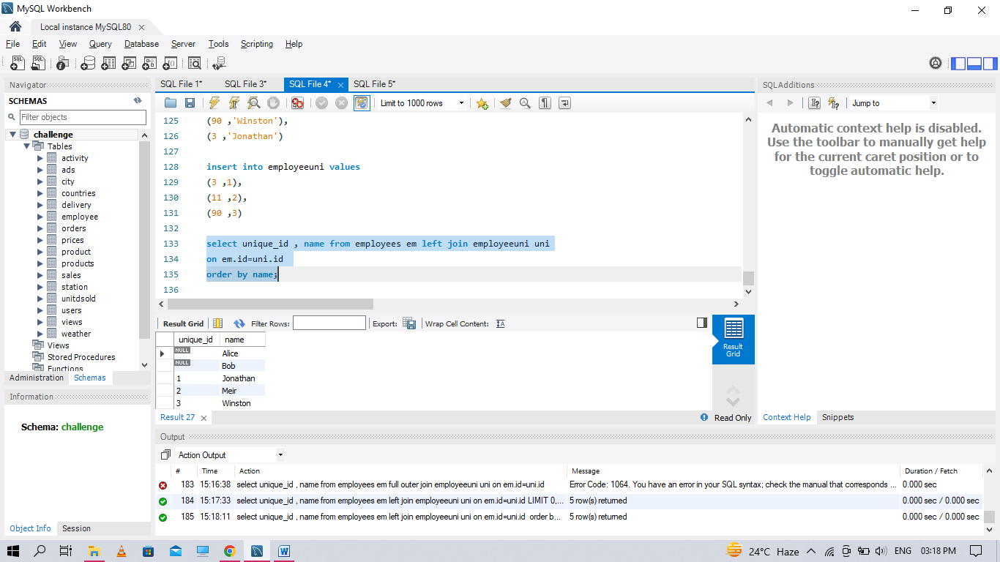 MySQL Workbench
Local instance MySQL80
File Edit View Query Database Server Tools Scripting Help
Navigator
SCHEMAS
Filter objects
challenge
Tables
activity
ads
city
countries
delivery
employee
orders
prices
product
products
sales
station
unitdsold
users
views
weather
Views
Stored Procedures
Functions
Administration Schemas
Information
Schema: challenge
Object Info Session
SQL File 1* SQL File 3* SQL File 4* SQL File 5*
Limit to 1000 rows
125 (90 ,'Winston'),
126 (3 ,'Jonathan')
127
128 insert into employeeuni values
129 (3 ,1),
130 (11 ,2),
131 (90 ,3)
132
133 select unique_id , name from employees em left join employeeuni uni
134 on em.id=uni.id
135 order by name;
136
Result Grid Filter Rows: Export: Wrap Cell Content:
unique_id name
NULL Alice
NULL Bob
1 Jonathan
2 Meir
3 Winston
Result Grid
Result 27
Read Only
SQLAdditions
Jump to
Automatic context help is disabled.
Use the toolbar to manually get help
for the current caret position or to
toggle automatic help.
Context Help Snippets
Output
Action Output
# Time Action Message Duration / Fetch
183 15:16:38 select unique_id , name from employees em full outer join employeeuni uni on em.id=uni.id Error Code: 1064. You have an error in your SQL syntax; check the manual that corresponds ... 0.000 sec
184 15:17:33 select unique_id , name from employees em left join employeeuni uni on em.id=uni.id LIMIT 0,... 5 row(s) returned 0.000 sec / 0.000 sec
185 15:18:11 select unique_id , name from employees em left join employeeuni uni on em.id=uni.id order b... 5 row(s) returned 0.000 sec / 0.000 sec
24°C Haze ENG 03:18 PM